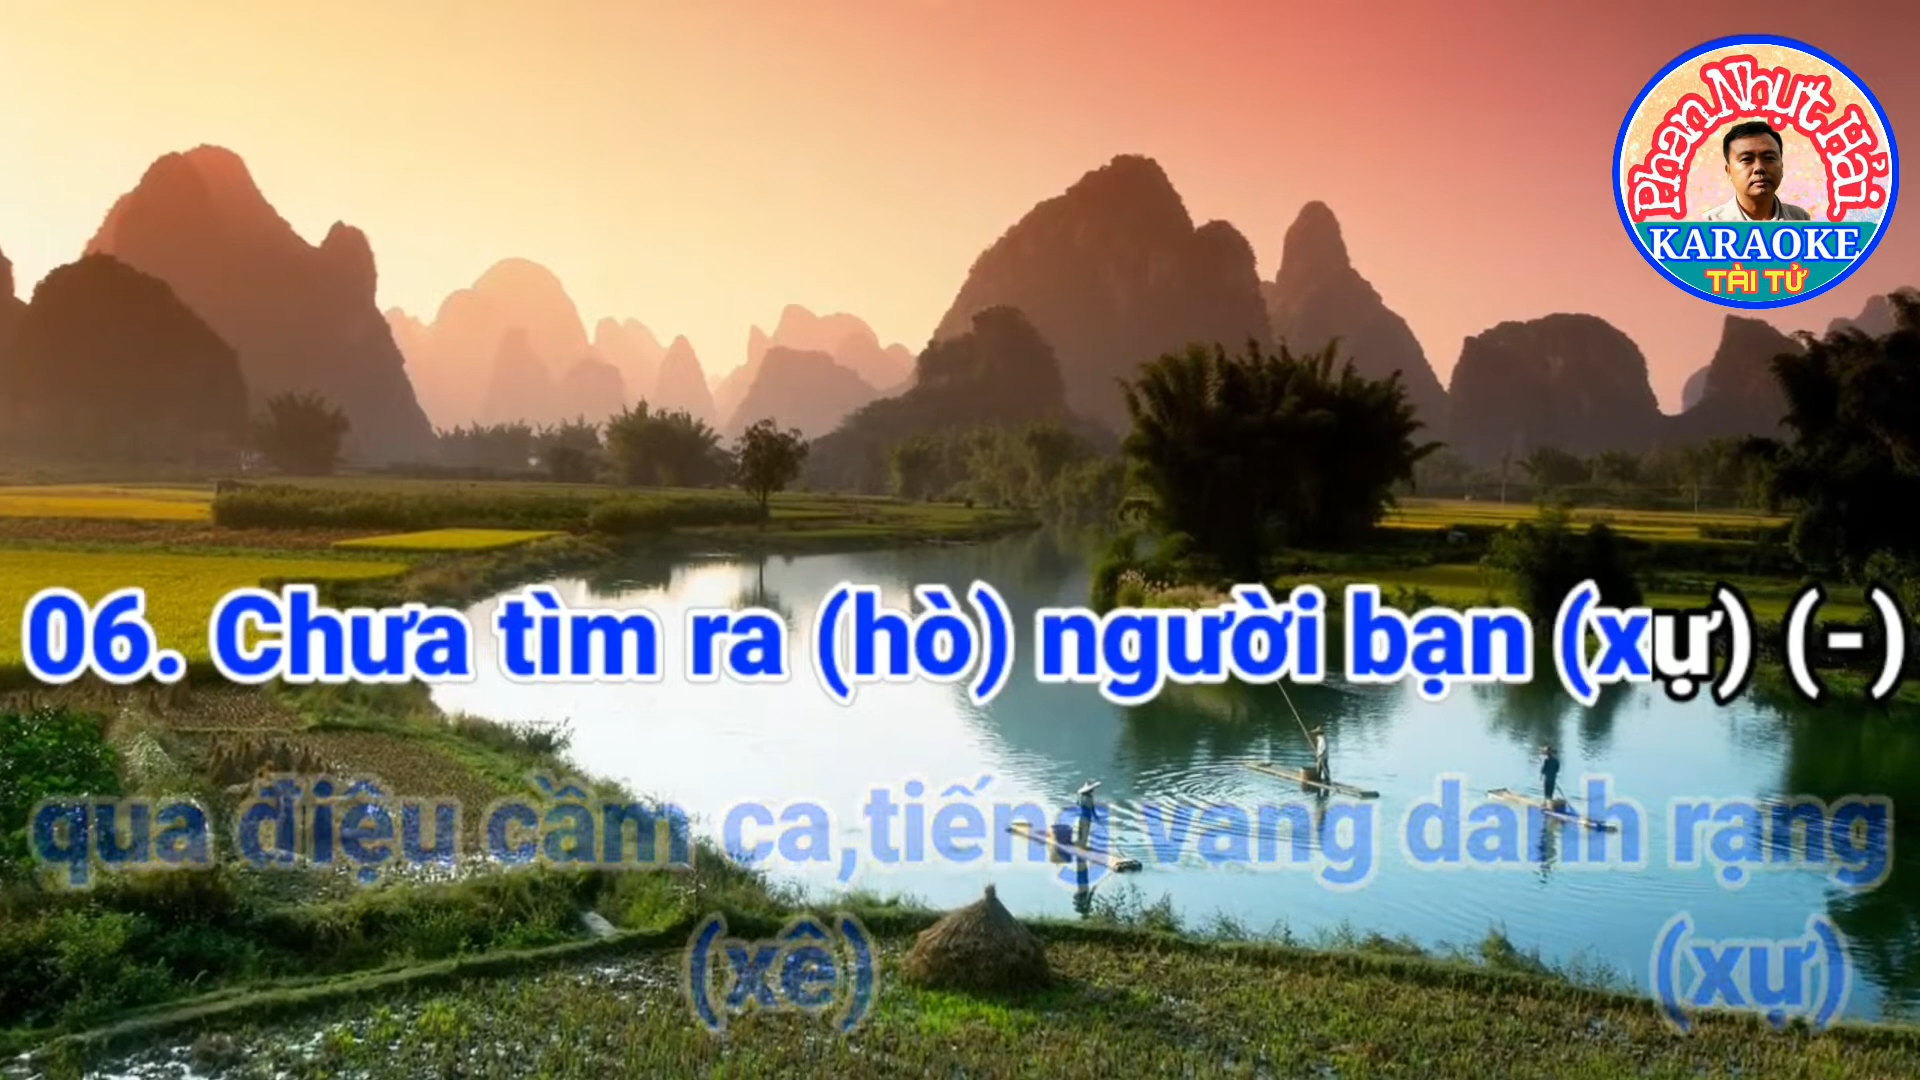 Phan Nhựt Hải
KARAOKE
TÀI TỬ
06. Chưa tìm ra (hò) người bạn (xự) (-)
qua điệu cầm ca,tiếng vang danh rạng
(xê) (xự)